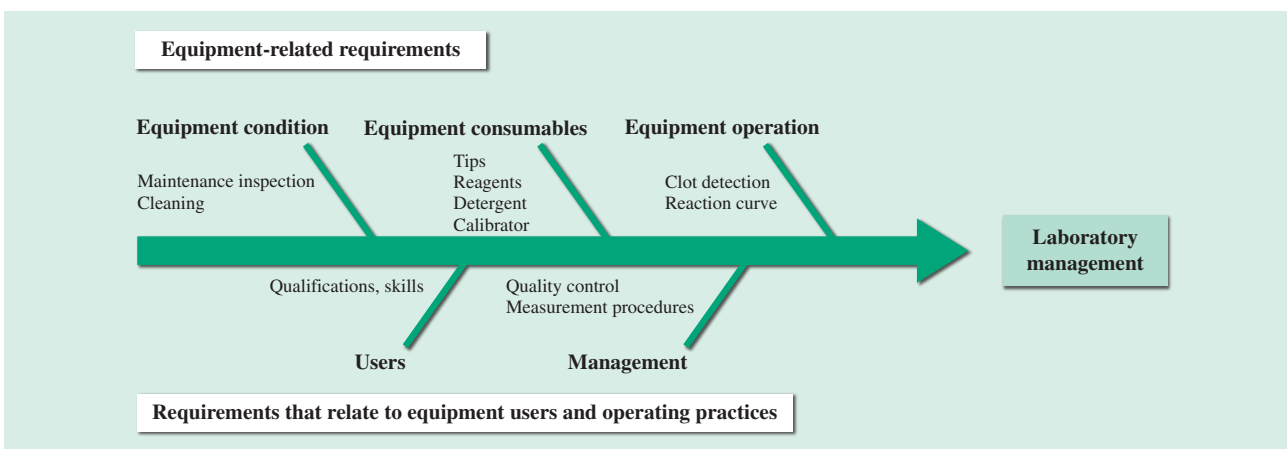 Equipment-related requirements
Equipment condition
Equipment consumables
Equipment operation
Maintenance inspection
Cleaning
Tips
Reagents
Detergent
Calibrator
Clot detection
Reaction curve
Laboratory
management
Qualifications, skills
Quality control
Measurement procedures
Users
Management
Requirements that relate to equipment users and operating practices